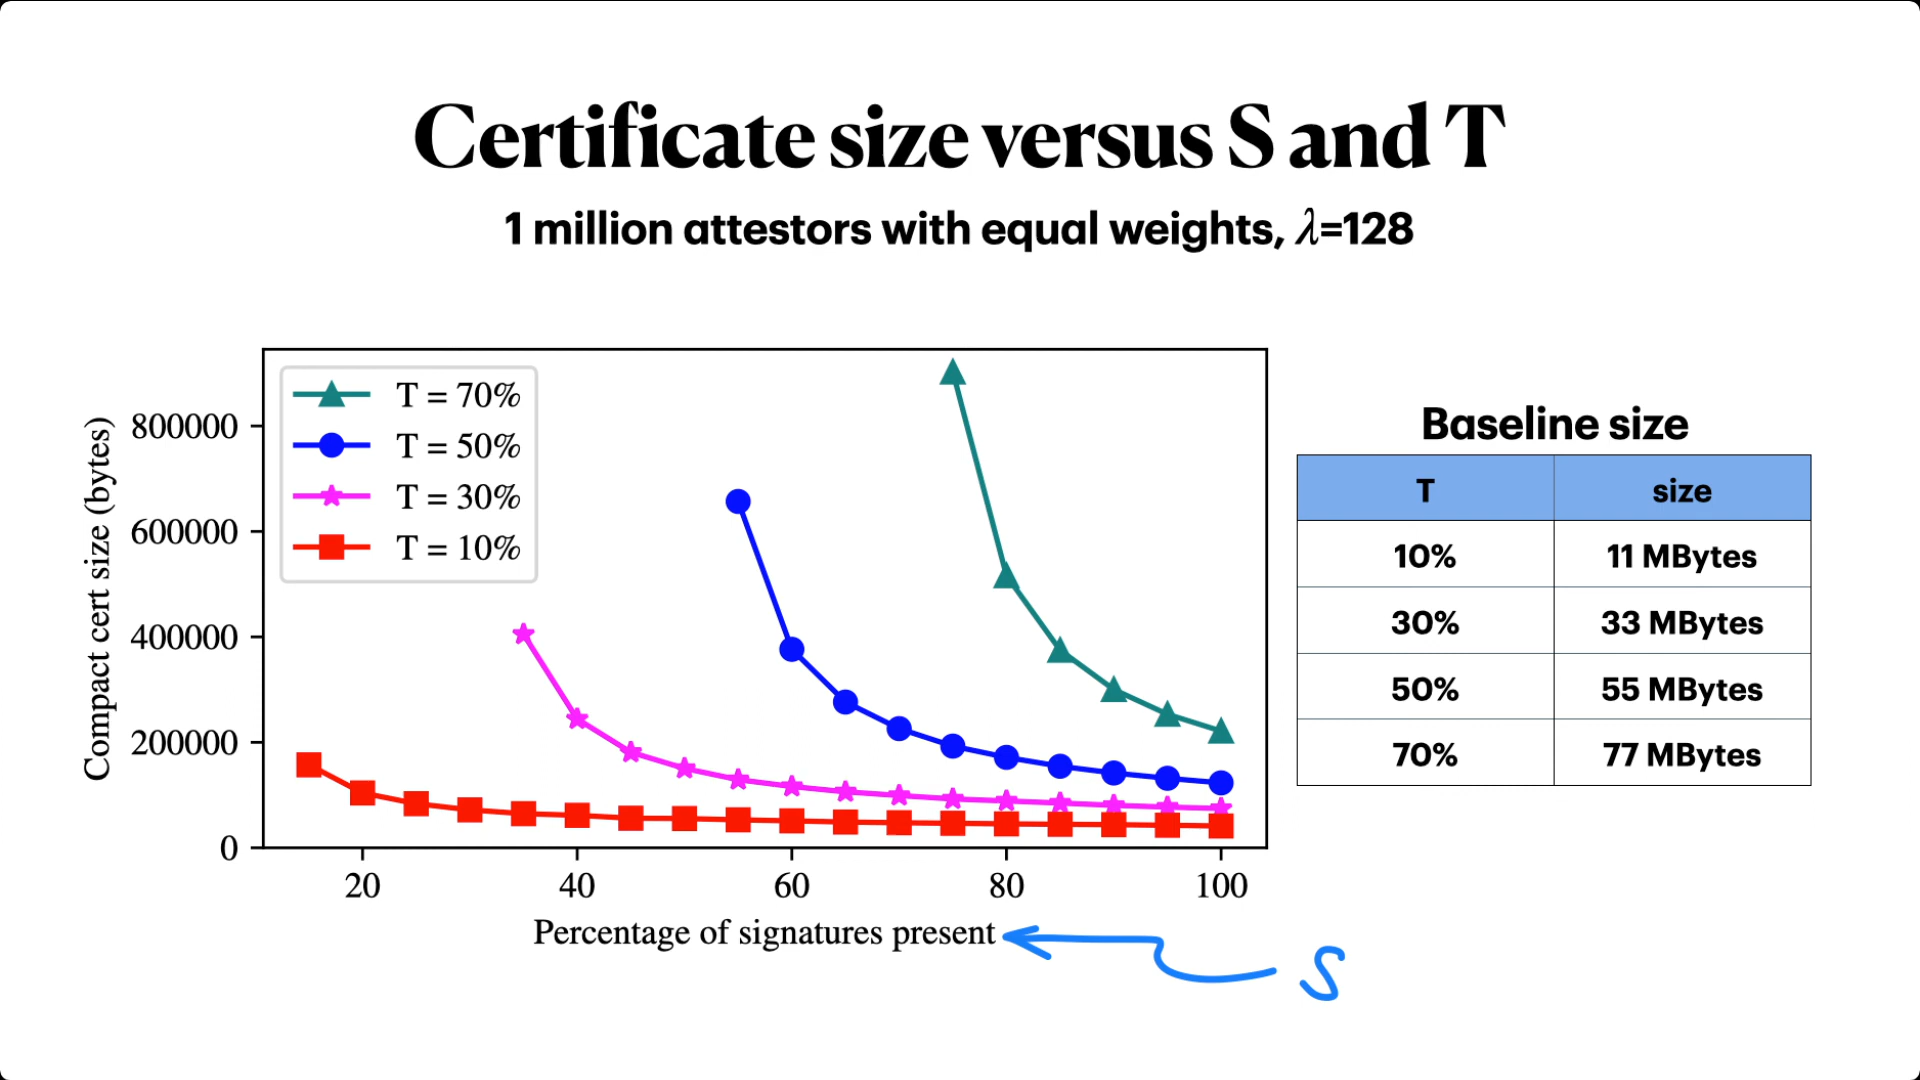 Certificate size versus S and T
1 million attestors with equal weights, λ=128
T = 70%
T = 50%
T = 30%
T = 10%
Compact cert size (bytes)
800000
600000
400000
200000
0
20 40 60 80 100
Percentage of signatures present
S
Baseline size
T size
10% 11 MBytes
30% 33 MBytes
50% 55 MBytes
70% 77 MBytes